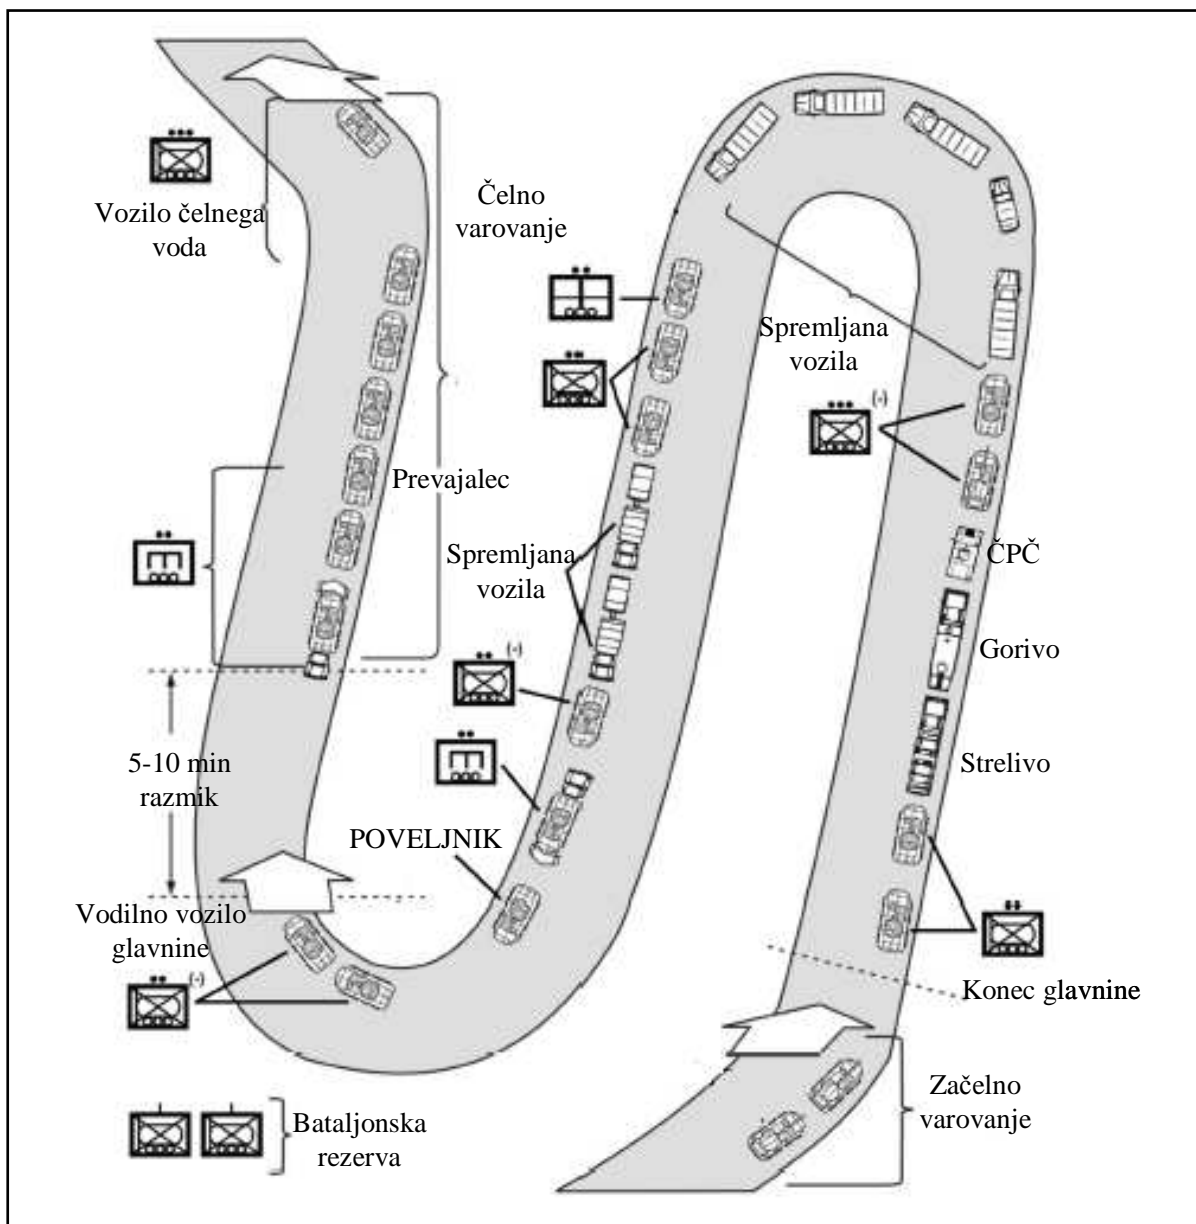 Vozilo čelnega
voda
Čelno
varovanje
Prevajalec
5-10 min
razmik
Vodilno vozilo
glavnine
(-)
Bataljonska
rezerva
POVELJNIK
(-)
Spremljana
vozila
Spremljana
vozila
(-)
ČPČ
Gorivo
Strelivo
Konec glavnine
Začelno
varovanje